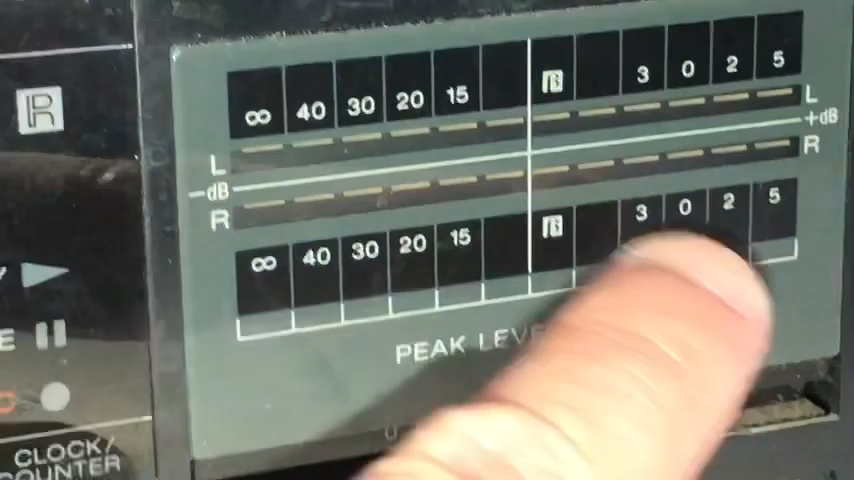 ∞ 40 30 20 15 3 0 2 5
L L
−dB +dB
R R
∞ 40 30 20 15 3 0 2 5
PEAK LEVE
CLOCK/
COUNTER